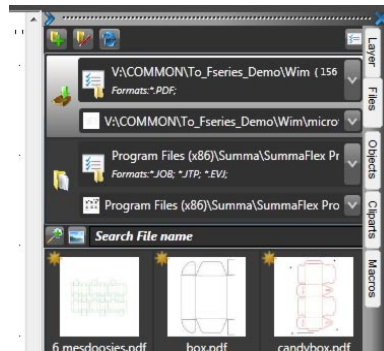 V:\COMMON\To_Fseries_Demo\Wim ( 156
Formats:*.PDF;
V:\COMMON\To_Fseries_Demo\Wim\micro
Program Files (x86)\Summa\SummaFlex Pr
Formats:*.JOB; *.JTP; *.EVJ;
Program Files (x86)\Summa\SummaFlex Pro
Search File name
6 mesdoosjes.pdf
box.pdf
candybox.pdf
Layer
Files
Objects
Cliparts
Macros